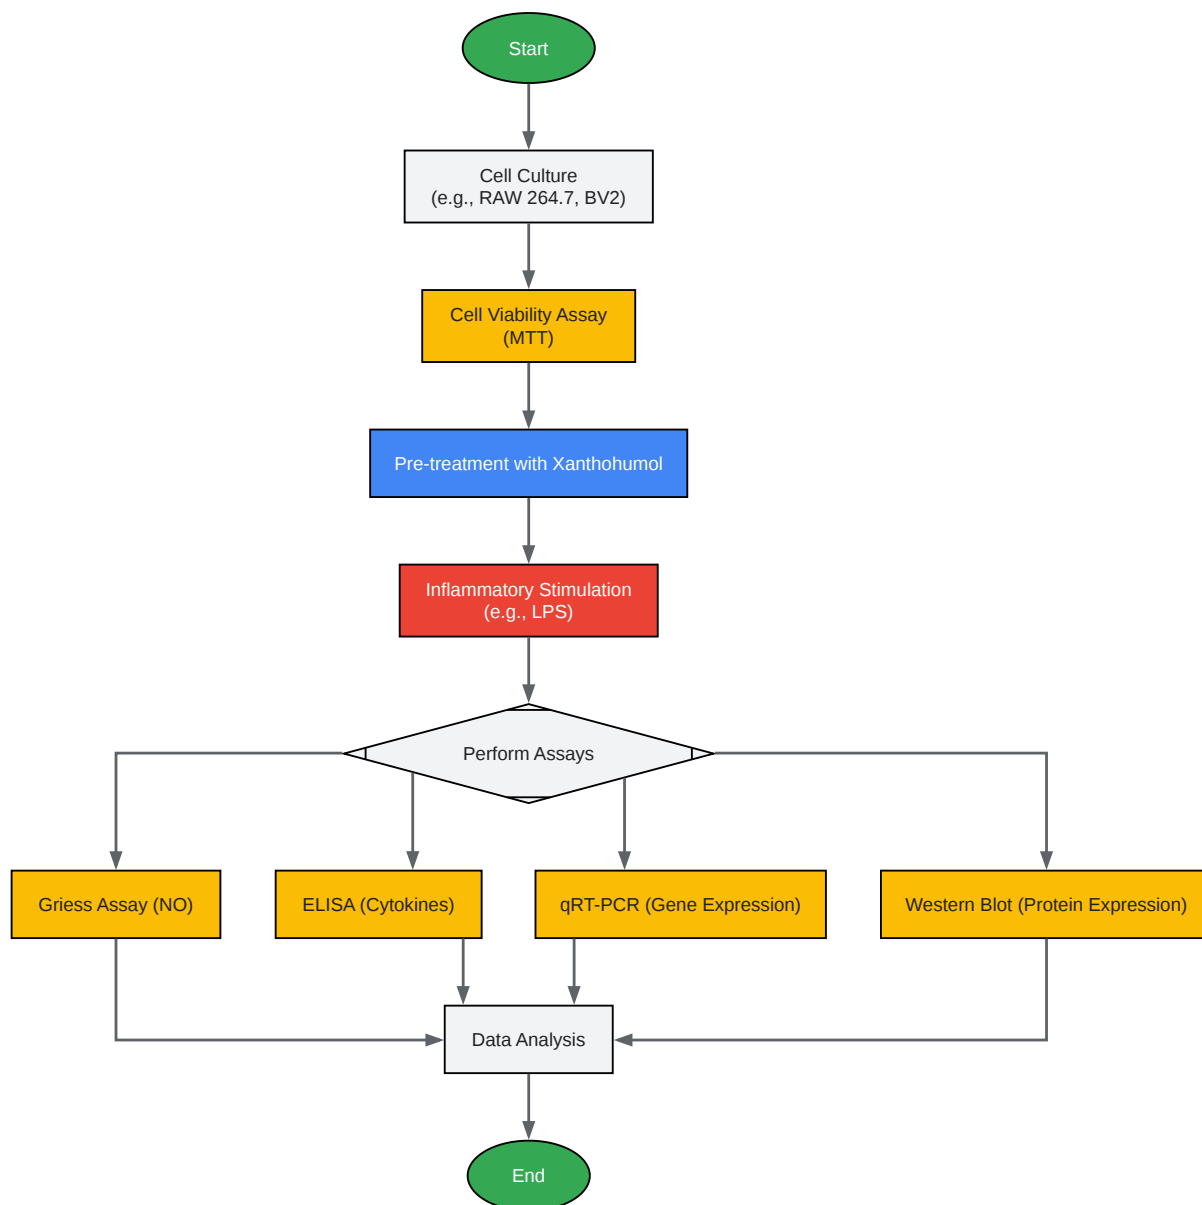 Start
Cell Culture
(e.g., RAW 264.7, BV2)
Cell Viability Assay
(MTT)
Pre-treatment with Xanthohumol
Inflammatory Stimulation
(e.g., LPS)
Perform Assays
Griess Assay (NO)
ELISA (Cytokines)
qRT-PCR (Gene Expression)
Western Blot (Protein Expression)
Data Analysis
End